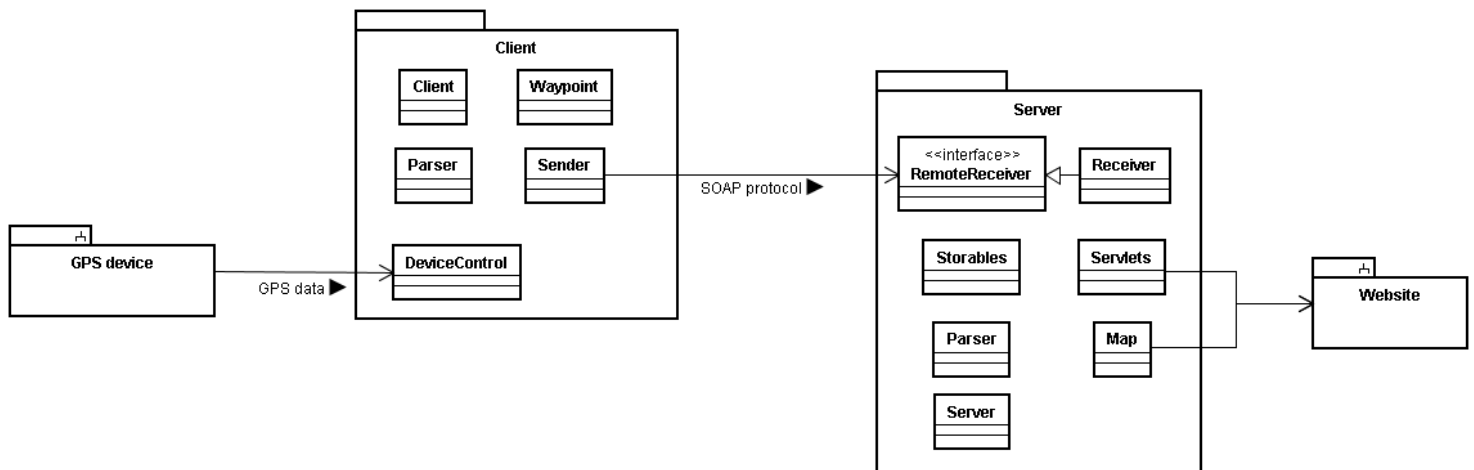 Client
Client
Waypoint
Parser
Sender
DeviceControl
GPS device
GPS data
SOAP protocol
Server
<<interface>>
RemoteReceiver
Receiver
Storables
Servlets
Parser
Map
Server
Website